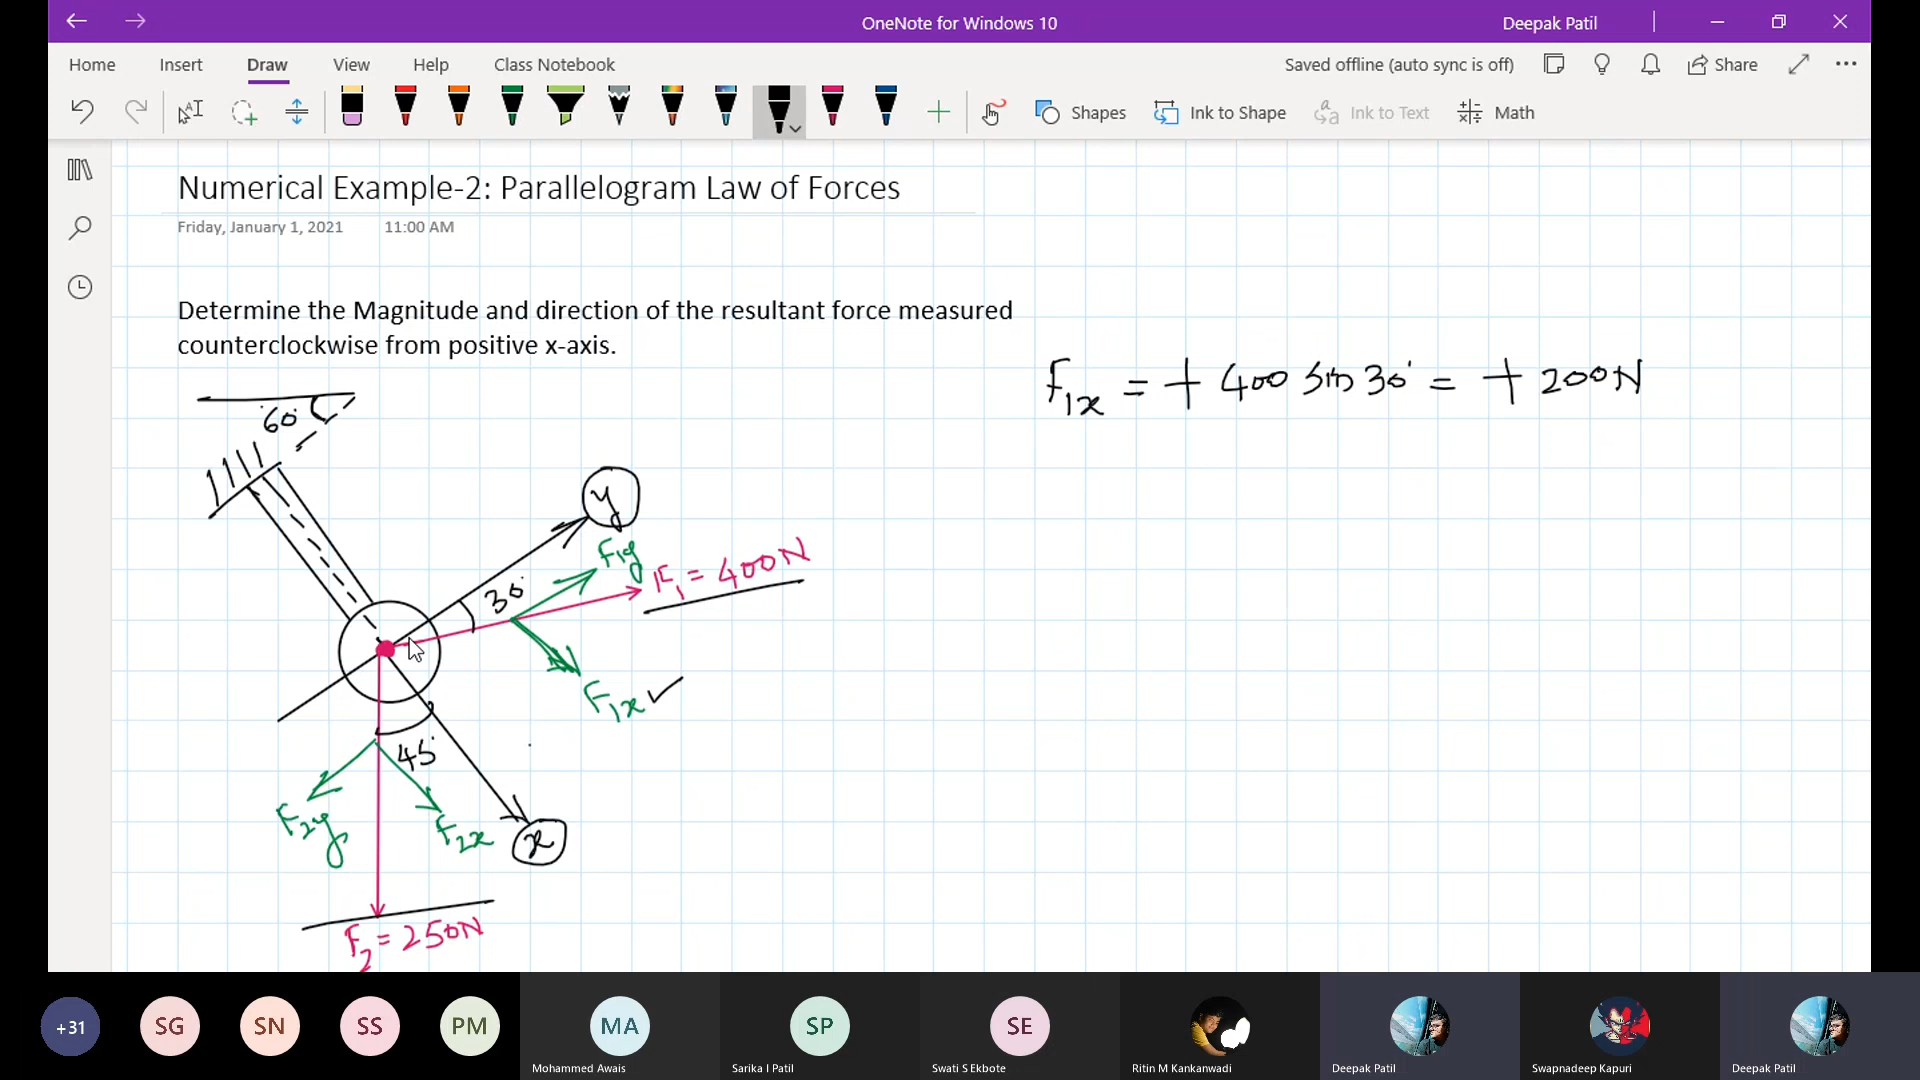 OneNote for Windows 10
Deepak Patil
Home
Insert
Draw
View
Help
Class Notebook
Saved offline (auto sync is off)
Share
Shapes
Ink to Shape
Ink to Text
Math
Numerical Example-2: Parallelogram Law of Forces
Friday, January 1, 2021 11:00 AM
Determine the Magnitude and direction of the resultant force measured
counterclockwise from positive x-axis.
F1x = + 400 sin 30° = + 200N
60°
y
F1y
F1 = 400N
30°
F1x ✓
45°
F2y
F2x
x
F2 = 250N
+31
SG
SN
SS
PM
MA
SP
SE
Mohammed Awais
Sarika I Patil
Swati S Ekbote
Ritin M Kankanwadi
Deepak Patil
Swapnadeep Kapuri
Deepak Patil